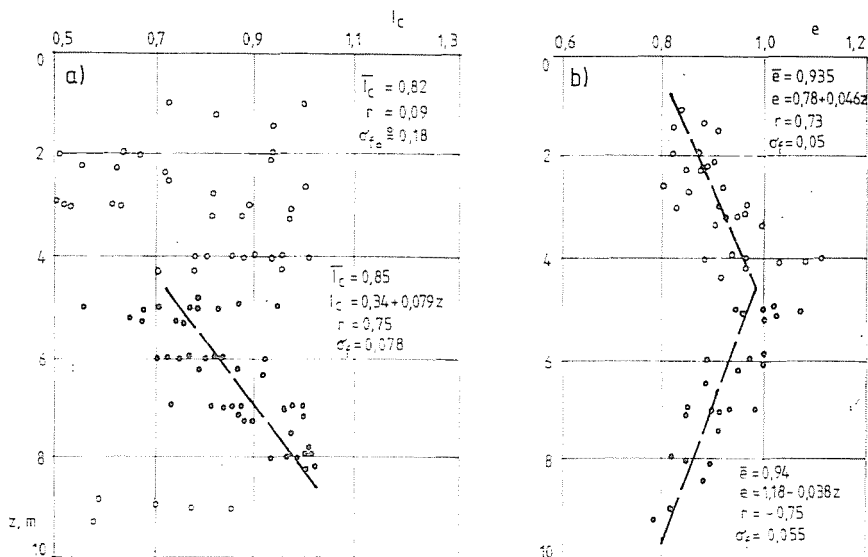 I_c
0,5 0,7 0,9 1,1 1,3
0
2
4
6
8
10
z, m
a)
I̅_c = 0,82
r = 0,09
σ_f ≅ 0,18
I̅_c = 0,85
I_c = 0,34+0,079z
r = 0,75
σ_f = 0,078
e
0,6 0,8 1,0 1,2
0
2
4
6
8
10
b)
e̅ = 0,935
e = 0,78+0,046z
r = 0,73
σ_f = 0,05
e̅ = 0,94
e = 1,18-0,038z
r = -0,75
σ_f = 0,055